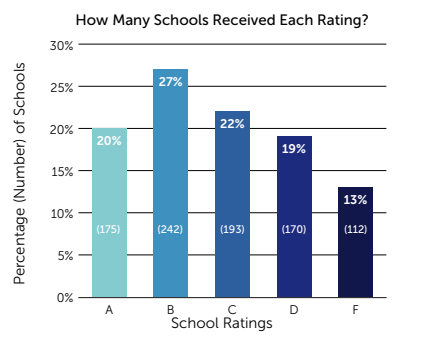 How Many Schools Received Each Rating?
Percentage (Number) of Schools
30%
25%
20%
15%
10%
5%
0%
20%
27%
22%
19%
13%
(175)
(242)
(193)
(170)
(112)
A
B
C
D
F
School Ratings